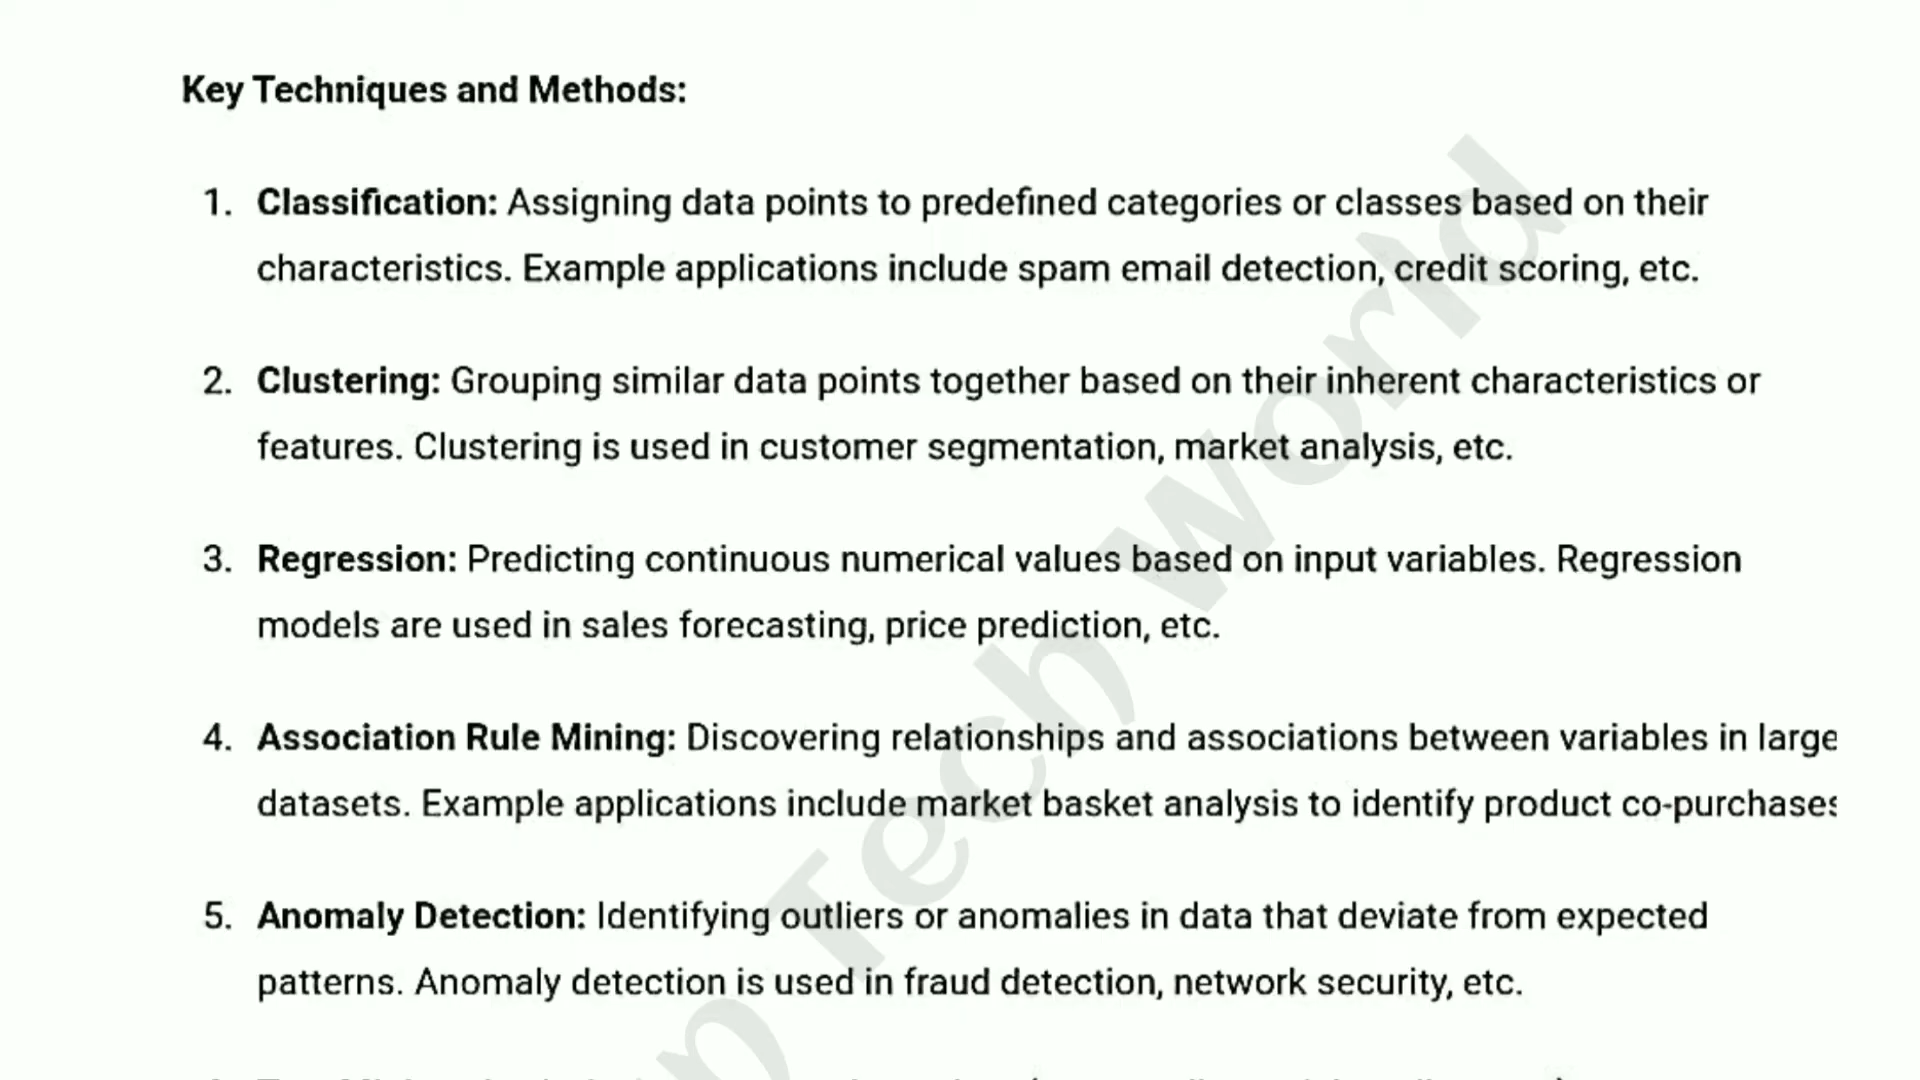 Key Techniques and Methods:
1. Classification: Assigning data points to predefined categories or classes based on their
characteristics. Example applications include spam email detection, credit scoring, etc.
2. Clustering: Grouping similar data points together based on their inherent characteristics or
features. Clustering is used in customer segmentation, market analysis, etc.
3. Regression: Predicting continuous numerical values based on input variables. Regression
models are used in sales forecasting, price prediction, etc.
4. Association Rule Mining: Discovering relationships and associations between variables in large
datasets. Example applications include market basket analysis to identify product co-purchases
5. Anomaly Detection: Identifying outliers or anomalies in data that deviate from expected
patterns. Anomaly detection is used in fraud detection, network security, etc.
Tech world